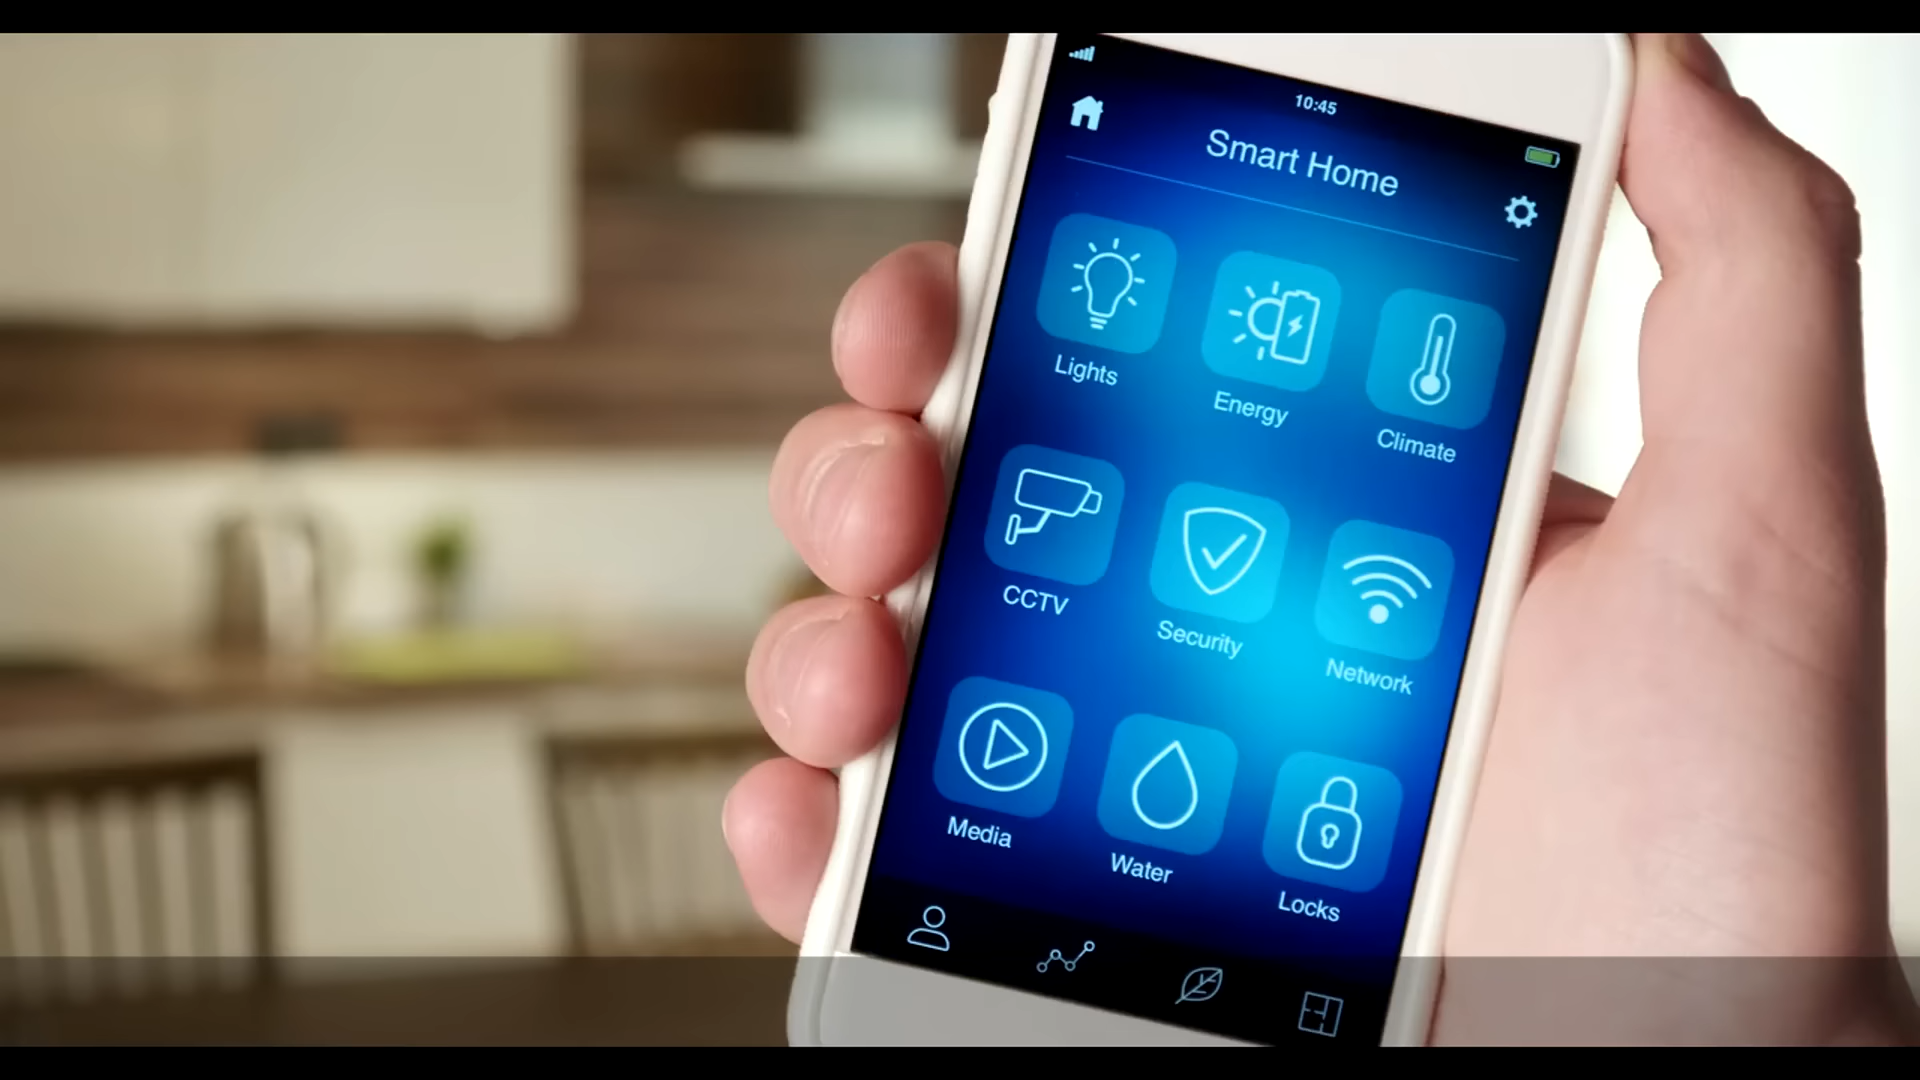 10:45
Smart Home
Lights
Energy
Climate
CCTV
Security
Network
Media
Water
Locks